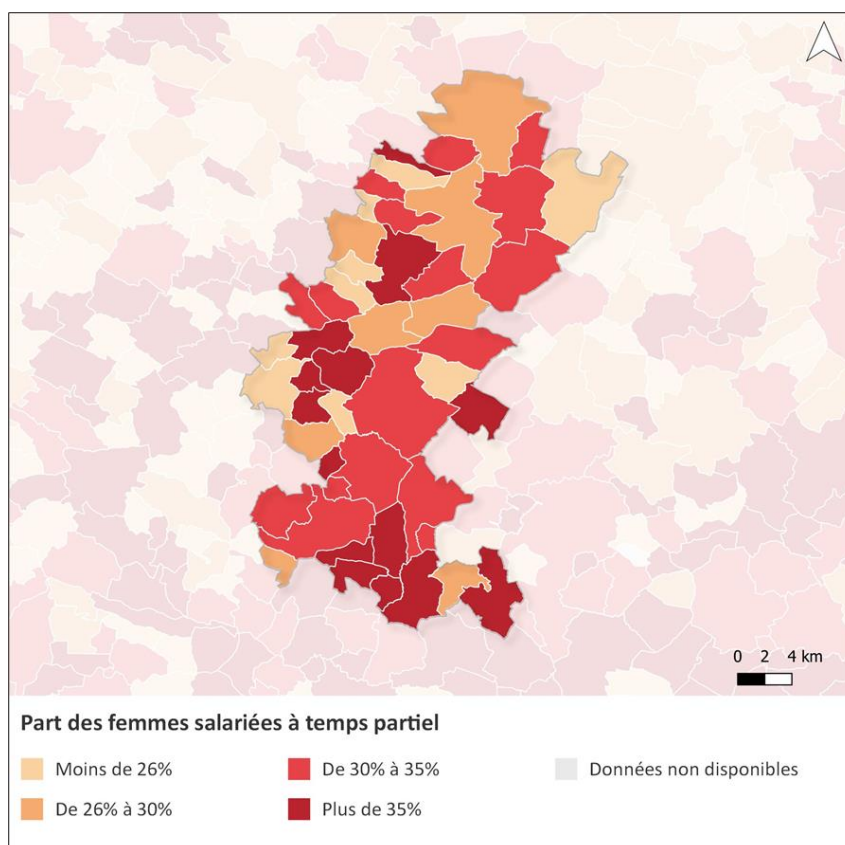 0 2 4 km
Part des femmes salariées à temps partiel
Moins de 26%
De 30% à 35%
Données non disponibles
De 26% à 30%
Plus de 35%